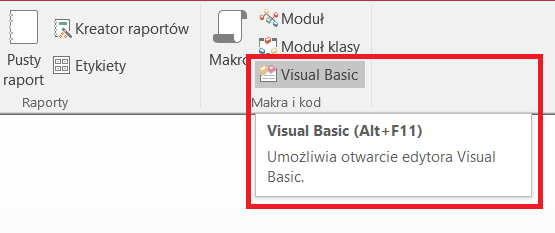 Pusty
raport
Kreator raportów
Etykiety
Raporty
Makro
Moduł
Moduł klasy
Visual Basic
Makra i kod
Visual Basic (Alt+F11)
Umożliwia otwarcie edytora Visual
Basic.